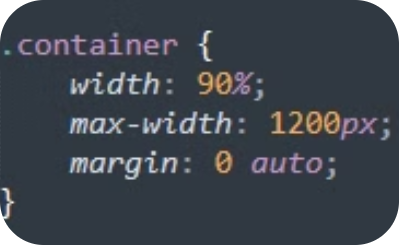 .container {
    width: 90%;
    max-width: 1200px;
    margin: 0 auto;
}